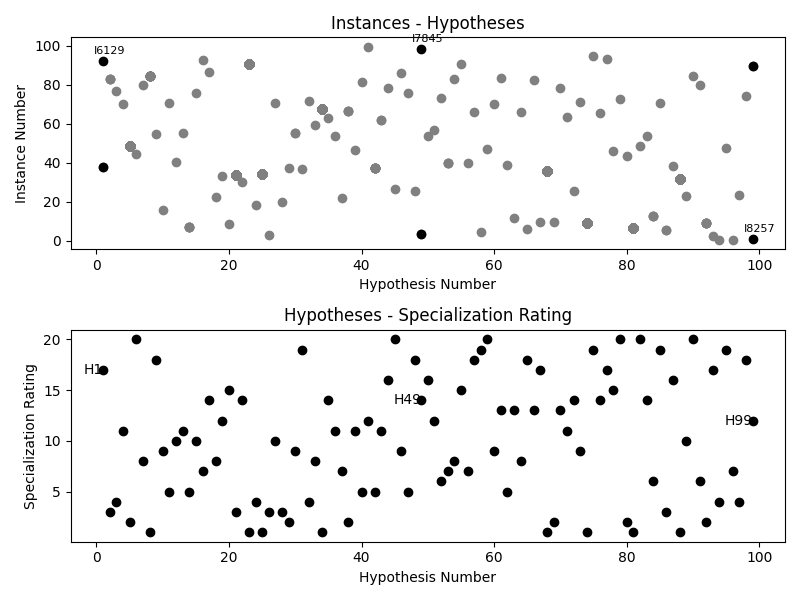 Instances - Hypotheses
I6129
I7845
100
80
60
40
20
0
I8257
Instance Number
0 20 40 60 80 100
Hypothesis Number
Hypotheses - Specialization Rating
20
15
10
5
H1
H49
H99
Specialization Rating
0 20 40 60 80 100
Hypothesis Number